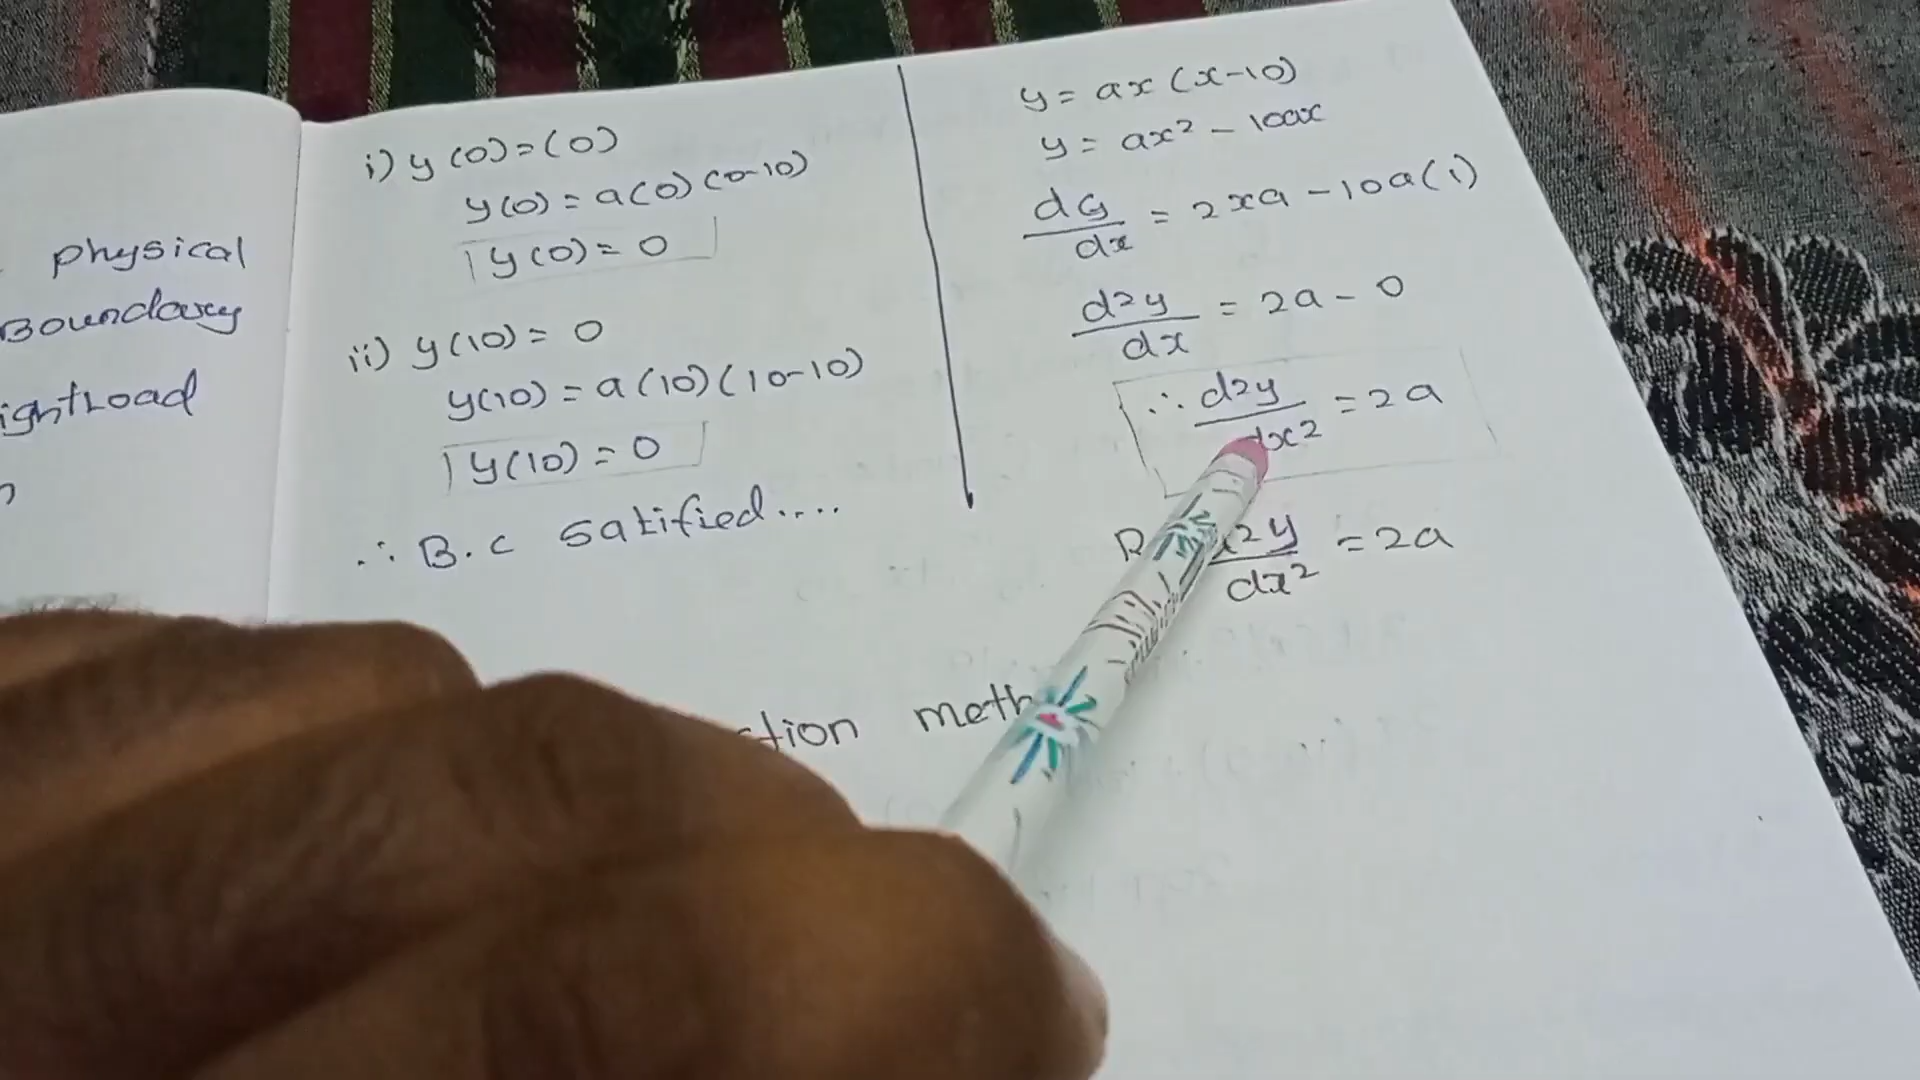 Physical
Boundary
ightLoad
i) y(0)=(0)
y(0) = a(0)(0-10)
y(0) = 0
ii) y(10) = 0
y(10) = a(10)(10-10)
y(10) = 0
∴ B.C satified....
y = ax(x-10)
y = ax² - 10ax
dy/dx = 2xa - 10a(1)
d2y/dx = 2a - 0
∴ d2y/dx2 = 2a
R 2y/dx² = 2a
ction meth